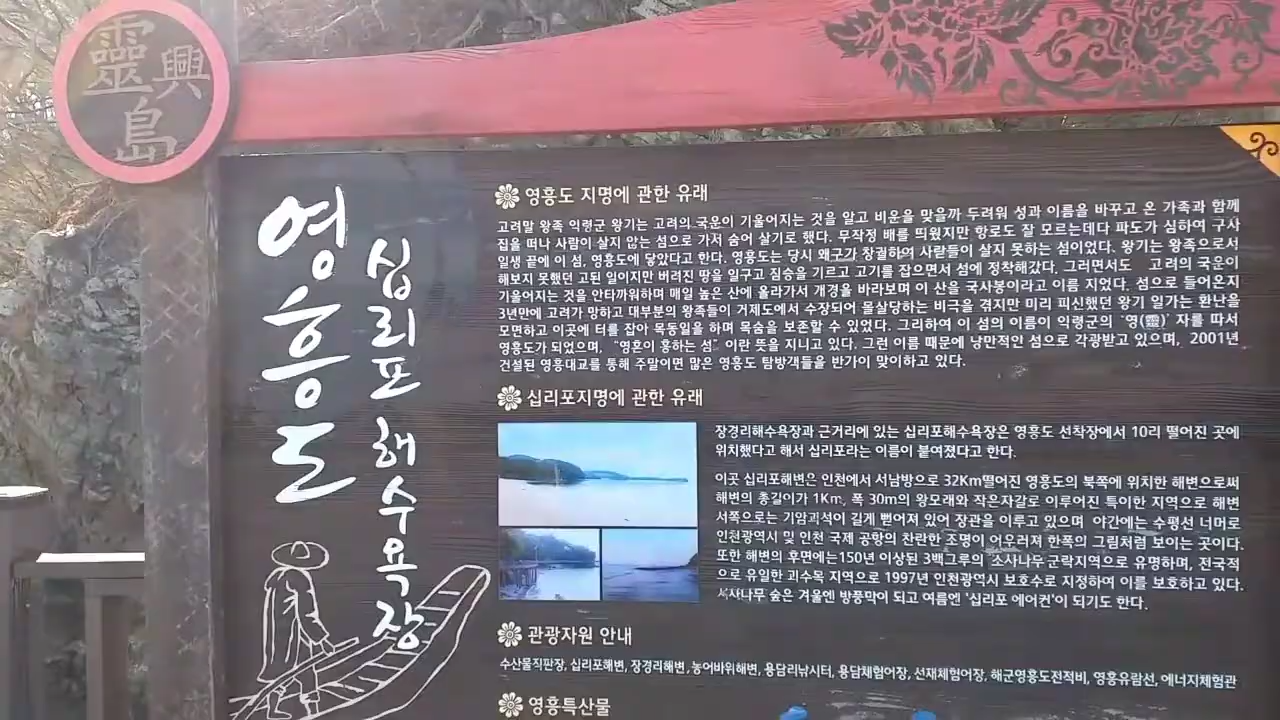 靈興島
영흥도
십리포 해수욕장
영흥도 지명에 관한 유래
고려말 왕족 익령군 왕기는 고려의 국운이 기울어지는 것을 알고 비운을 맞을까 두려워 성과 이름을 바꾸고 온 가족과 함께
집을 떠나 사람이 살지 않는 섬으로 가서 숨어 살기로 했다. 무작정 배를 띄웠지만 항로도 잘 모르는데다 파도가 심하여 구사
일생 끝에 이 섬, 영흥도에 닿았다고 한다. 영흥도는 당시 왜구가 창궐하여 사람들이 살지 못하는 섬이었다. 왕기는 왕족으로서
해보지 못했던 고된 일이지만 버려진 땅을 일구고 짐승을 기르고 고기를 잡으면서 섬에 정착해갔다. 그러면서도 고려의 국운이
기울어지는 것을 안타까워하며 매일 높은 산에 올라가서 개경을 바라보며 이 산을 국사봉이라고 이름 지었다. 섬으로 들어온지
3년만에 고려가 망하고 대부분의 왕족들이 거제도에서 수장되어 몰살당하는 비극을 겪지만 미리 피신했던 왕기 일가는 환난을
모면하고 이곳에 터를 잡아 목동일을 하며 목숨을 보존할 수 있었다. 그리하여 이 섬의 이름이 익령군의 '영(靈)' 자를 따서
영흥도가 되었으며, "영혼이 흥하는 섬" 이란 뜻을 지니고 있다. 그런 이름 때문에 낭만적인 섬으로 각광받고 있으며, 2001년
건설된 영흥대교를 통해 주말이면 많은 영흥도 탐방객들을 반가이 맞이하고 있다.
십리포지명에 관한 유래
장경리해수욕장과 근거리에 있는 십리포해수욕장은 영흥도 선착장에서 10리 떨어진 곳에
위치했다고 해서 십리포라는 이름이 붙여졌다고 한다.
이곳 십리포해변은 인천에서 서남방으로 32Km떨어진 영흥도의 북쪽에 위치한 해변으로써
해변의 총길이가 1Km, 폭 30m의 왕모래와 작은자갈로 이루어진 특이한 지역으로 해변
서쪽으로는 기암괴석이 길게 뻗어져 있어 장관을 이루고 있으며 야간에는 수평선 너머로
인천광역시 및 인천 국제 공항의 찬란한 조명이 어우러져 한폭의 그림처럼 보이는 곳이다.
또한 해변의 후면에는150년 이상된 3백그루의 소사나무 군락지역으로 유명하며, 전국적
으로 유일한 괴수목 지역으로 1997년 인천광역시 보호수로 지정하여 이를 보호하고 있다.
소사나무 숲은 겨울엔 방풍막이 되고 여름엔 '십리포 에어컨'이 되기도 한다.
관광자원 안내
수산물직판장, 십리포해변, 장경리해변, 농어바위해변, 용담리낚시터, 용담체험어장, 선재체험어장, 해군영흥도전적비, 영흥유람선, 에너지체험관
영흥특산물